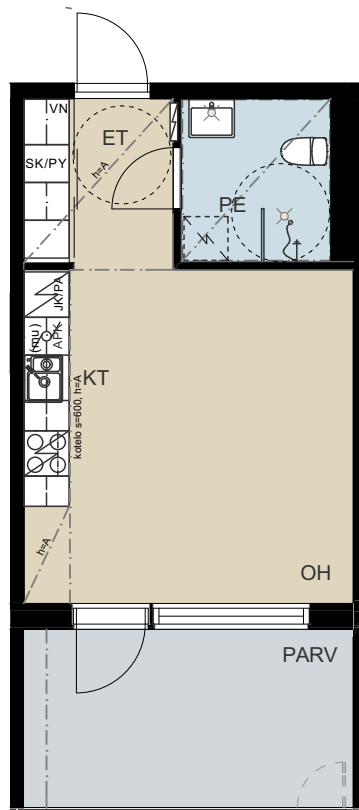 VN
ET
SK/PY
h=A
PE
JK/PA
(mu)
APK
KT
kotelo s=600, h=A
h=A
OH
PARV